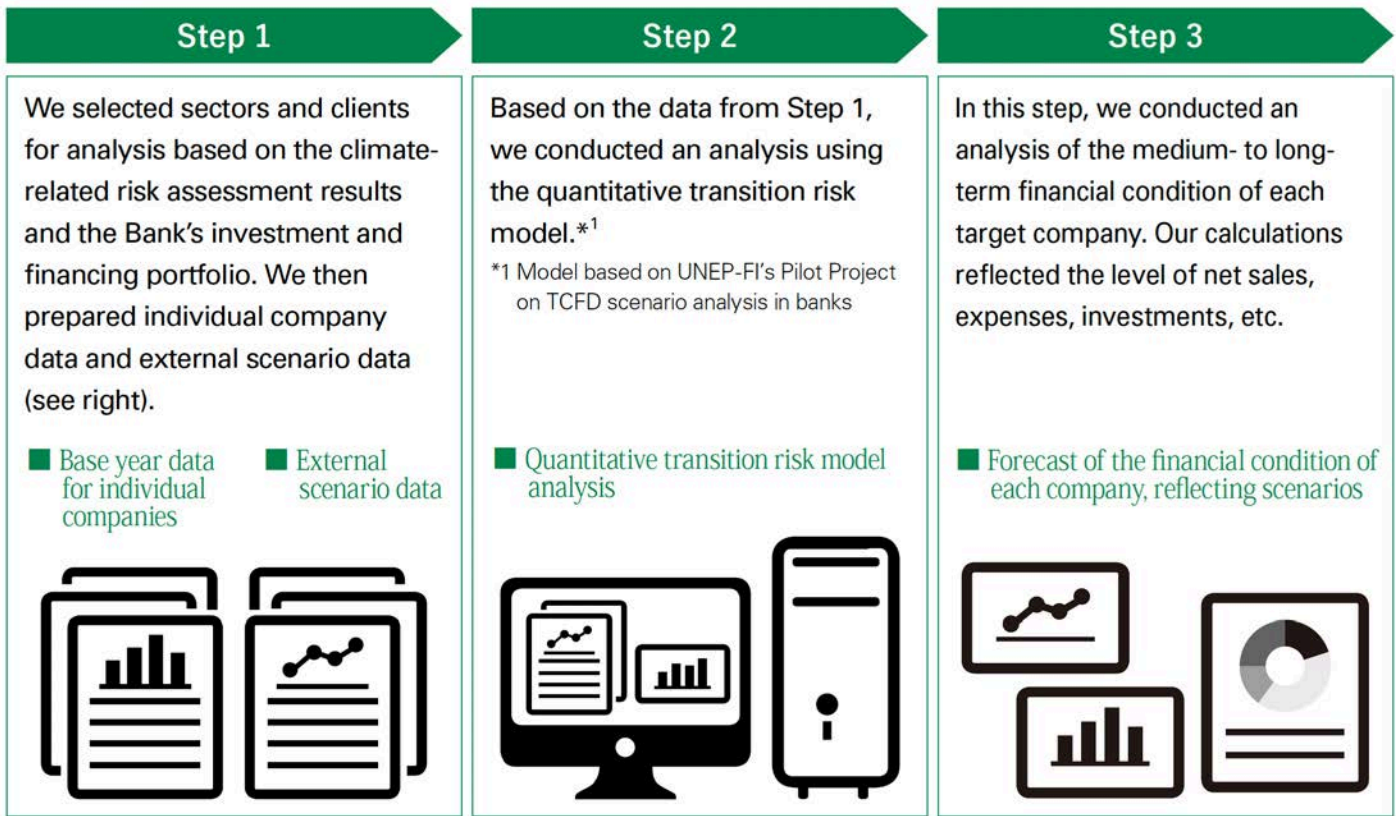 Step 1
We selected sectors and clients
for analysis based on the climate-
related risk assessment results
and the Bank's investment and
financing portfolio. We then
prepared individual company
data and external scenario data
(see right).
■ Base year data
for individual
companies
■ External
scenario data
Step 2
Based on the data from Step 1,
we conducted an analysis using
the quantitative transition risk
model.*1
*1 Model based on UNEP-FI's Pilot Project
on TCFD scenario analysis in banks
■ Quantitative transition risk model
analysis
Step 3
In this step, we conducted an
analysis of the medium- to long-
term financial condition of each
target company. Our calculations
reflected the level of net sales,
expenses, investments, etc.
■ Forecast of the financial condition of
each company, reflecting scenarios